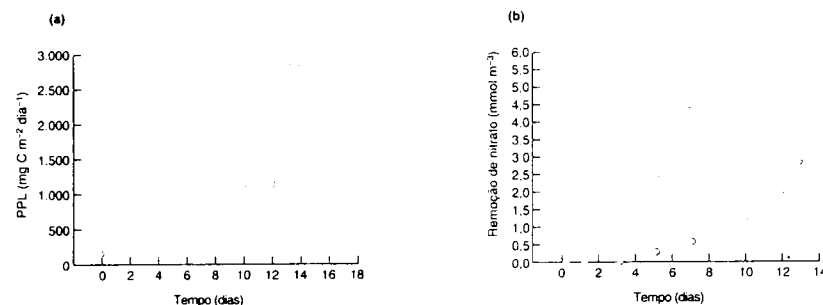 (a)
PPL (mg C m⁻² dia⁻¹)
3.000
2.500
2.000
1.500
1.000
500
0
0 2 4 6 8 10 12 14 16 18
Tempo (dias)
(b)
Remoção de nitrato (mmol m⁻³)
6,0
5,5
5,0
4,5
4,0
3,5
3,0
2,5
2,0
1,5
1,0
0,5
0,0
0 2 4 6 8 10 12 14
Tempo (dias)